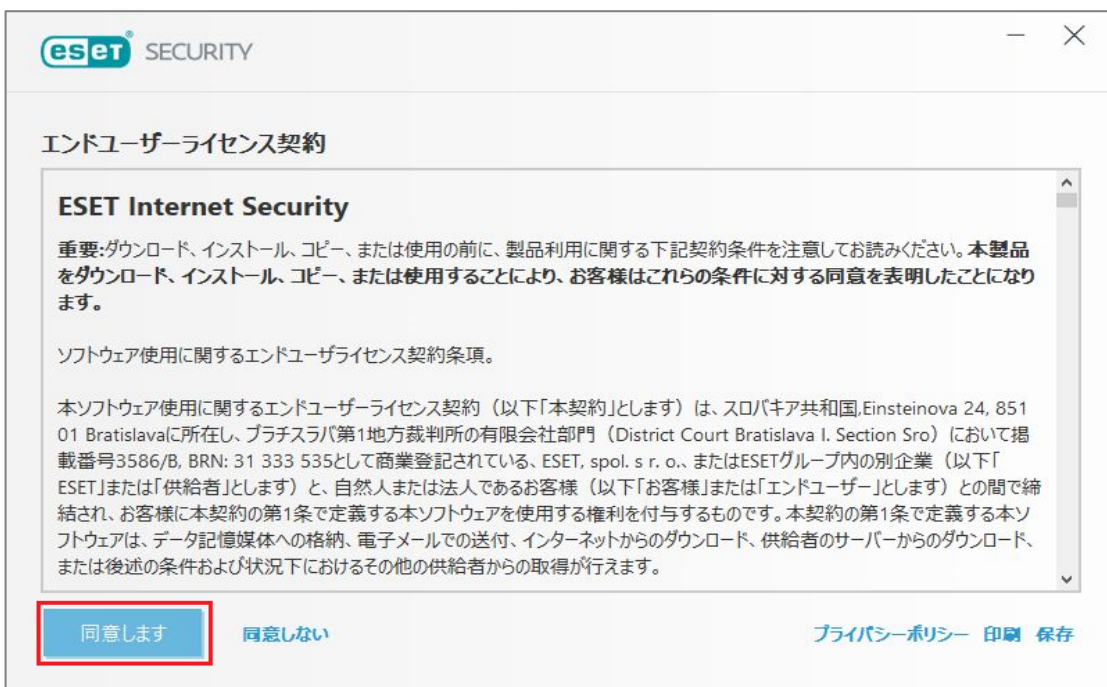 eset® SECURITY
エンドユーザーライセンス契約
ESET Internet Security
重要:ダウンロード、インストール、コピー、または使用の前に、製品利用に関する下記契約条件を注意してお読みください。本製品
をダウンロード、インストール、コピー、または使用することにより、お客様はこれらの条件に対する同意を表明したことになり
ます。
ソフトウェア使用に関するエンドユーザライセンス契約条項。
本ソフトウェア使用に関するエンドユーザーライセンス契約（以下「本契約」とします）は、スロバキア共和国,Einsteinova 24, 851
01 Bratislavaに所在し、ブラチスラバ第1地方裁判所の有限会社部門（District Court Bratislava I. Section Sro）において掲
載番号3586/B, BRN: 31 333 535として商業登記されている、ESET, spol. s r. o.、またはESETグループ内の別企業（以下「
ESET」または「供給者」とします）と、自然人または法人であるお客様（以下「お客様」または「エンドユーザー」とします）との間で締
結され、お客様に本契約の第1条で定義する本ソフトウェアを使用する権利を付与するものです。本契約の第1条で定義する本ソ
フトウェアは、データ記憶媒体への格納、電子メールでの送付、インターネットからのダウンロード、供給者のサーバーからのダウンロード、
または後述の条件および状況下におけるその他の供給者からの取得が行えます。
同意します 同意しない プライバシーポリシー 印刷 保存